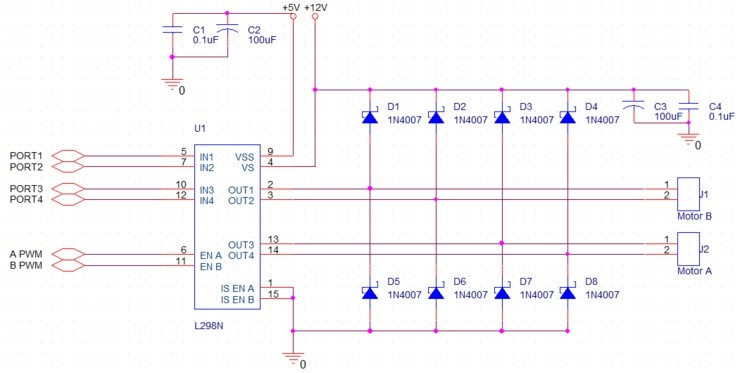 +5V +12V
C1
0.1uF
C2
100uF
0
D1
1N4007
D2
1N4007
D3
1N4007
D4
1N4007
C3
100uF
C4
0.1uF
0
U1
PORT1
5
IN1
VSS
9
PORT2
7
IN2
VS
4
PORT3
10
IN3
OUT1
2
1
J1
PORT4
12
IN4
OUT2
3
2
Motor B
OUT3
13
1
J2
A PWM
6
EN A
OUT4
14
2
B PWM
11
EN B
Motor A
IS EN A
1
IS EN B
15
D5
1N4007
D6
1N4007
D7
1N4007
D8
1N4007
L298N
0